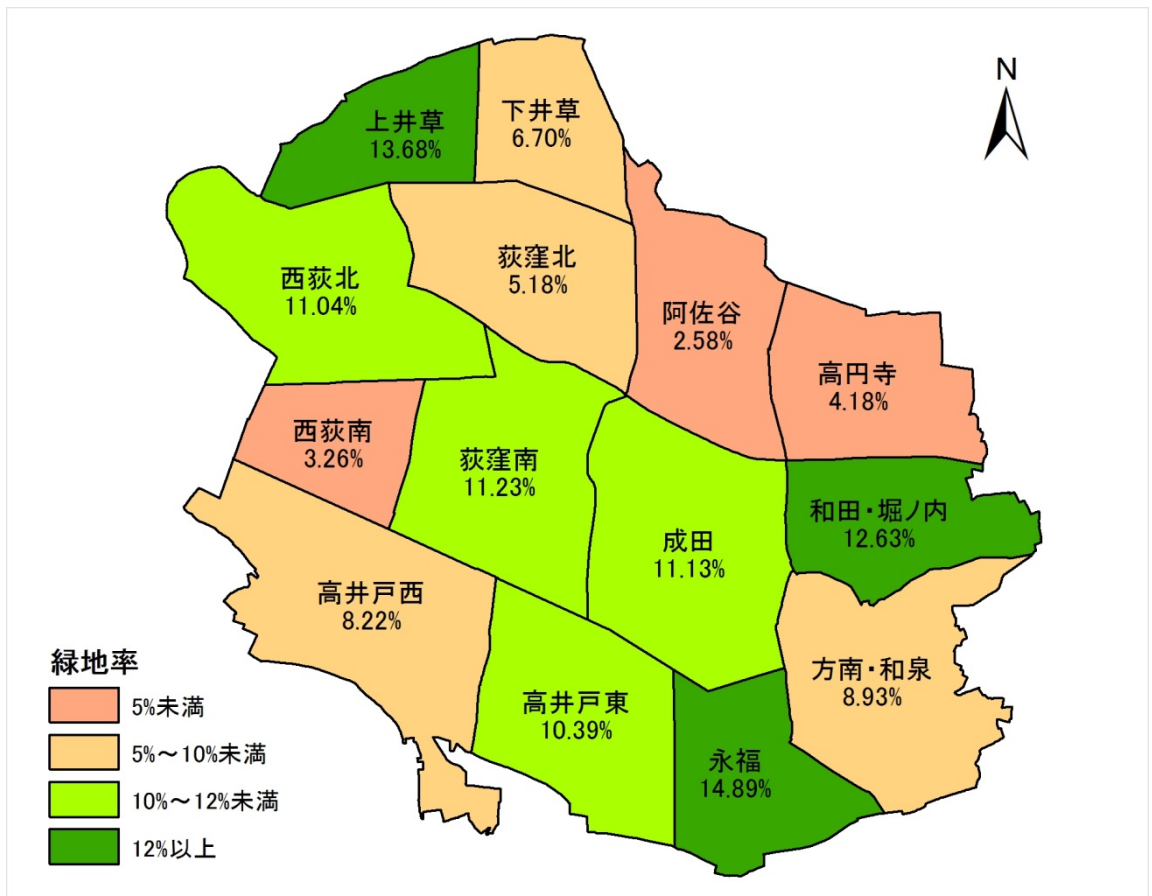 N
上井草
13.68%
下井草
6.70%
西荻北
11.04%
荻窪北
5.18%
阿佐谷
2.58%
高円寺
4.18%
西荻南
3.26%
荻窪南
11.23%
成田
11.13%
和田・堀ノ内
12.63%
高井戸西
8.22%
高井戸東
10.39%
永福
14.89%
方南・和泉
8.93%
緑地率
5%未満
5%～10%未満
10%～12%未満
12%以上